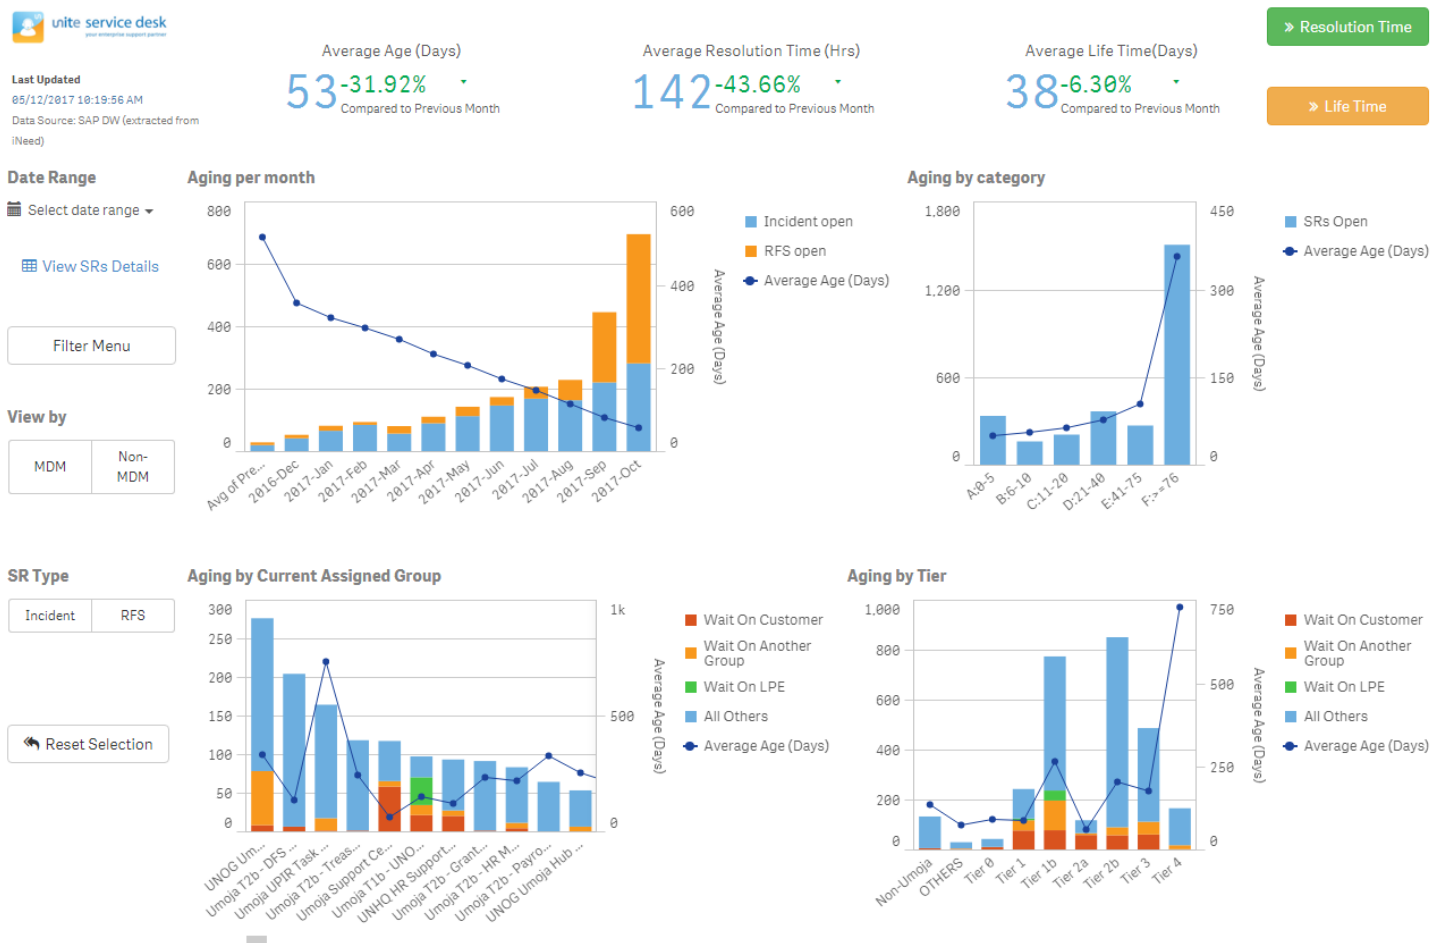 unite service desk
your enterprise support partner
Last Updated
05/12/2017 10:19:56 AM
Data Source: SAP DW (extracted from
iNeed)
Average Age (Days)
53
-31.92%
Compared to Previous Month
Average Resolution Time (Hrs)
142
-43.66%
Compared to Previous Month
Average Life Time(Days)
38
-6.30%
Compared to Previous Month
» Resolution Time
» Life Time
Date Range
Select date range
View SRs Details
Filter Menu
View by
MDM
Non-
MDM
SR Type
Incident
RFS
Reset Selection
Aging per month
800
600
400
200
0
600
400
200
0
Average Age (Days)
Avg of Pre...
2016-Dec
2017-Jan
2017-Feb
2017-Mar
2017-Apr
2017-May
2017-Jun
2017-Jul
2017-Aug
2017-Sep
2017-Oct
Incident open
RFS open
Average Age (Days)
Aging by category
1,800
1,200
600
0
450
300
150
0
Average Age (Days)
A:0-5
B:6-10
C:11-20
D:21-40
E:41-75
F:>=76
SRs Open
Average Age (Days)
Aging by Current Assigned Group
300
250
200
150
100
50
0
1k
500
0
Average Age (Days)
UNOG Um...
Umoja T2b - DFS ...
Umoja UPIR Task ...
Umoja T2b - Treas...
Umoja Support Ce...
Umoja T1b - UNO...
UNHQ HR Support...
Umoja T2b - Grant...
Umoja T2b - HR M...
Umoja T2b - Payro...
UNOG Umoja Hub ...
Wait On Customer
Wait On Another
Group
Wait On LPE
All Others
Average Age (Days)
Aging by Tier
1,000
800
600
400
200
0
750
500
250
0
Average Age (Days)
Non-Umoja
OTHERS
Tier 0
Tier 1
Tier 1b
Tier 2a
Tier 2b
Tier 3
Tier 4
Wait On Customer
Wait On Another
Group
Wait On LPE
All Others
Average Age (Days)